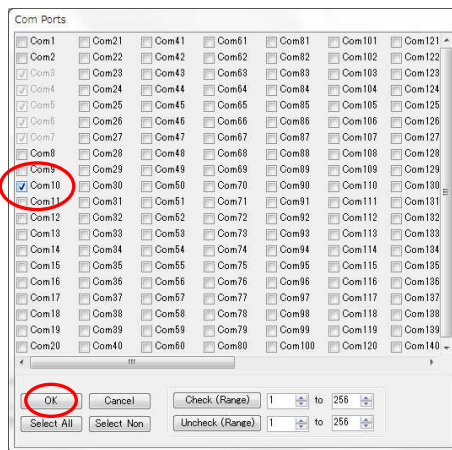 Com Ports
Com1 Com21 Com41 Com61 Com81 Com101 Com121
Com2 Com22 Com42 Com62 Com82 Com102 Com122
Com3 Com23 Com43 Com63 Com83 Com103 Com123
Com4 Com24 Com44 Com64 Com84 Com104 Com124
Com5 Com25 Com45 Com65 Com85 Com105 Com125
Com6 Com26 Com46 Com66 Com86 Com106 Com126
Com7 Com27 Com47 Com67 Com87 Com107 Com127
Com8 Com28 Com48 Com68 Com88 Com108 Com128
Com9 Com29 Com49 Com69 Com89 Com109 Com129
Com10 Com30 Com50 Com70 Com90 Com110 Com130
Com11 Com31 Com51 Com71 Com91 Com111 Com131
Com12 Com32 Com52 Com72 Com92 Com112 Com132
Com13 Com33 Com53 Com73 Com93 Com113 Com133
Com14 Com34 Com54 Com74 Com94 Com114 Com134
Com15 Com35 Com55 Com75 Com95 Com115 Com135
Com16 Com36 Com56 Com76 Com96 Com116 Com136
Com17 Com37 Com57 Com77 Com97 Com117 Com137
Com18 Com38 Com58 Com78 Com98 Com118 Com138
Com19 Com39 Com59 Com79 Com99 Com119 Com139
Com20 Com40 Com60 Com80 Com100 Com120 Com140
OK Cancel Check (Range) 1 to 256
Select All Select Non Uncheck (Range) 1 to 256